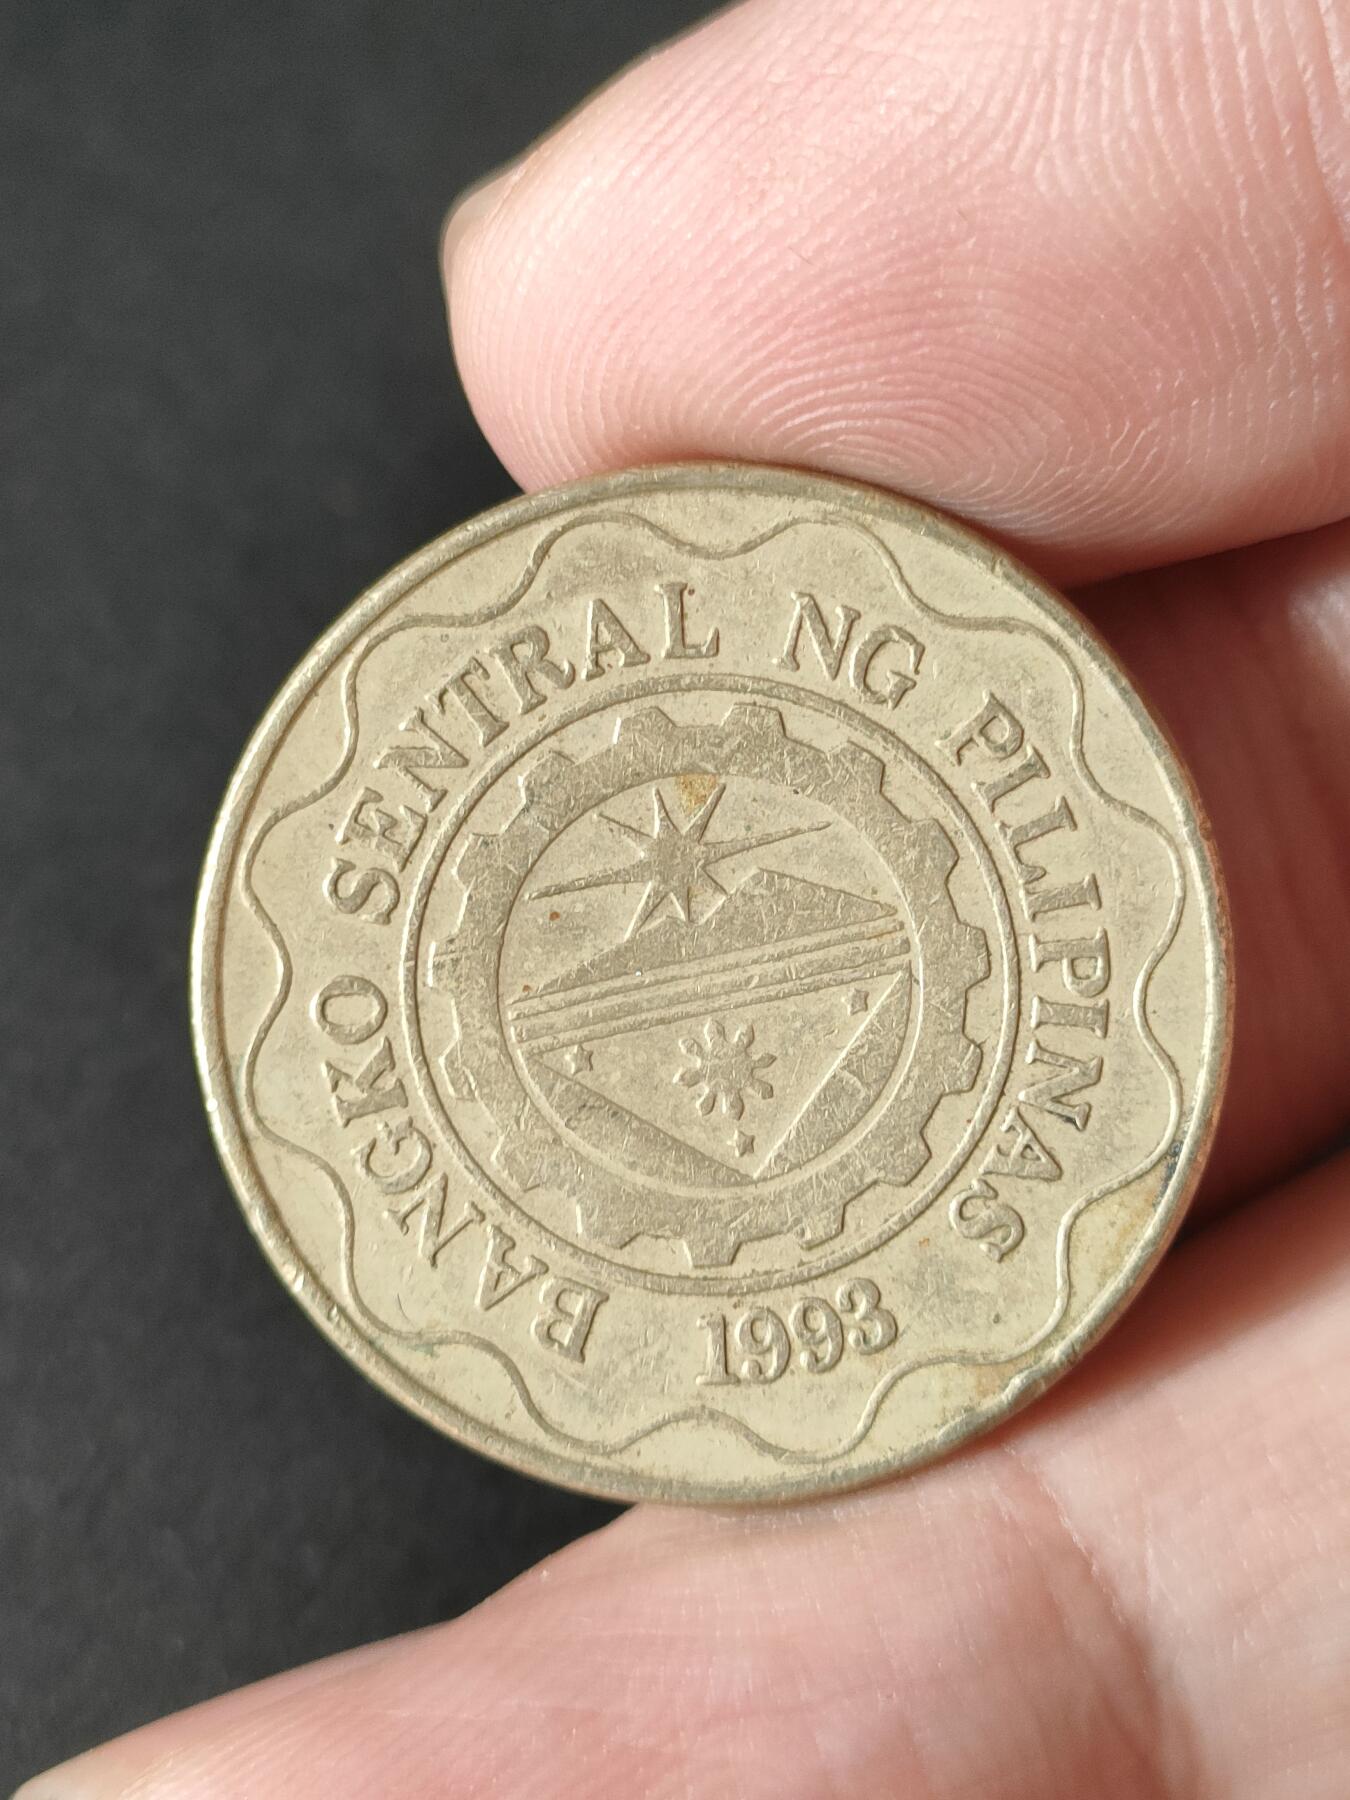 BANGKO SENTRAL NG PILIPINAS
1993